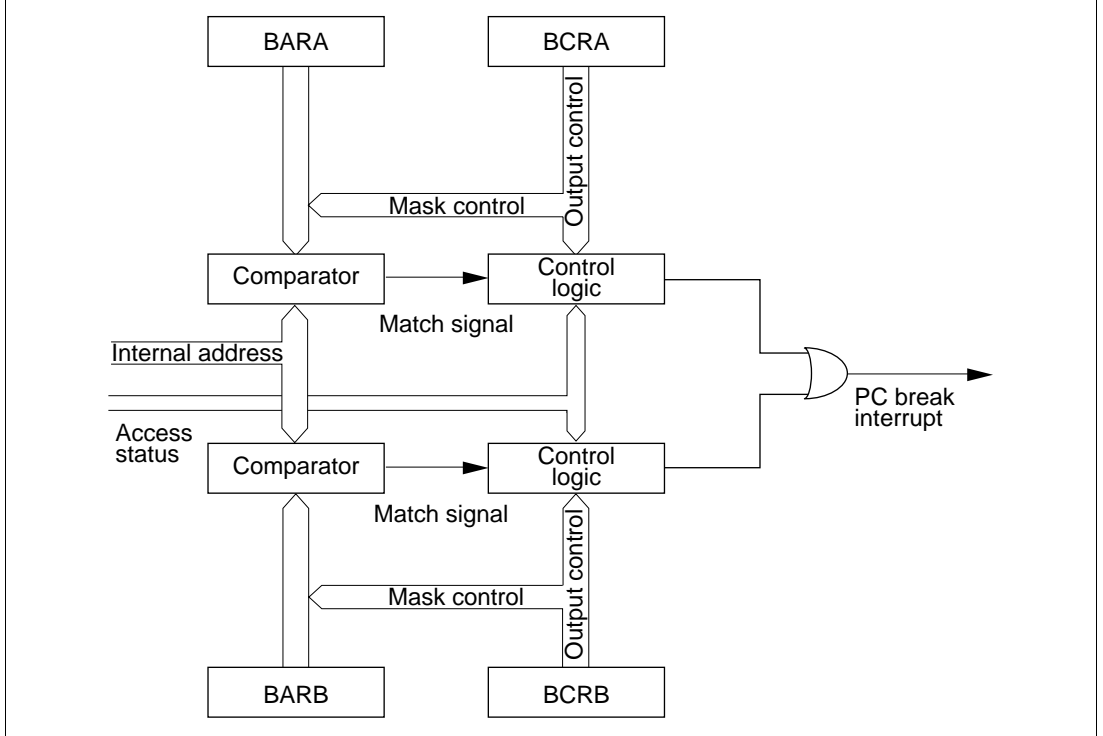 BARA
BCRA
Output control
Mask control
Comparator
Control
logic
Match signal
Internal address
Access
status
PC break
interrupt
Comparator
Control
logic
Match signal
Output control
Mask control
BARB
BCRB